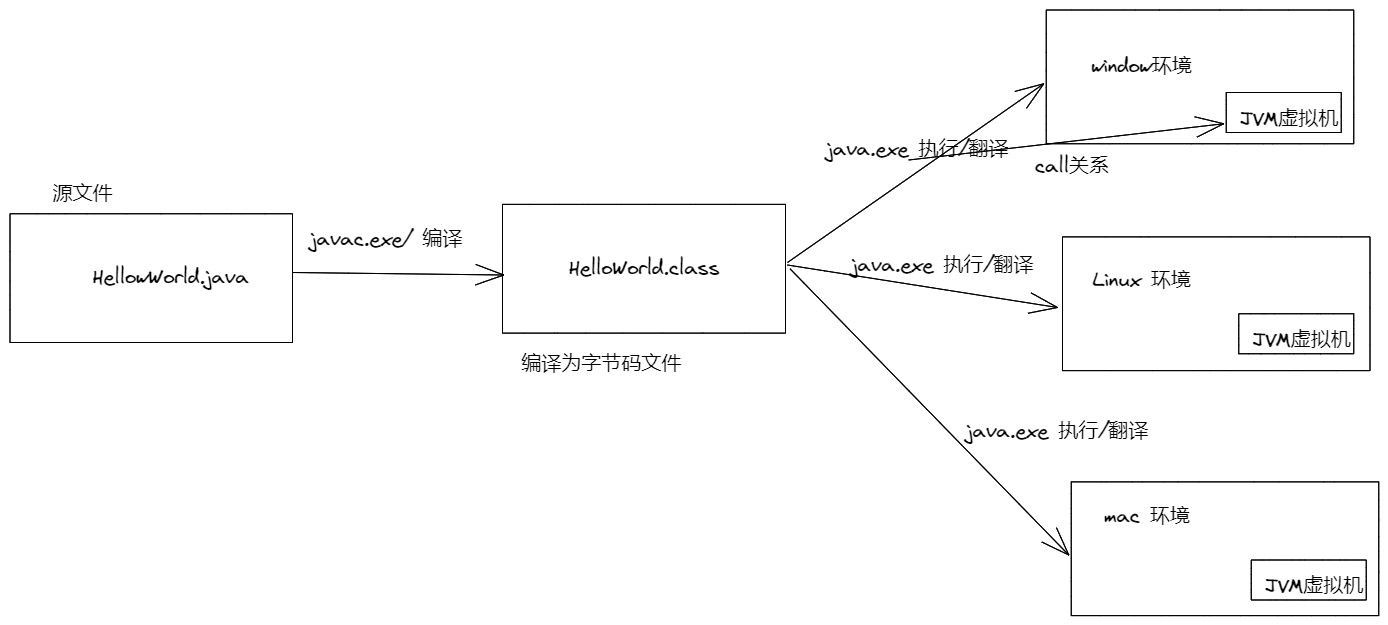 源文件
HellowWorld.java
javac.exe/ 编译
HelloWorld.class
编译为字节码文件
java.exe 执行/翻译
call关系
window环境
JVM虚拟机
java.exe 执行/翻译
Linux 环境
JVM虚拟机
java.exe 执行/翻译
mac 环境
JVM虚拟机